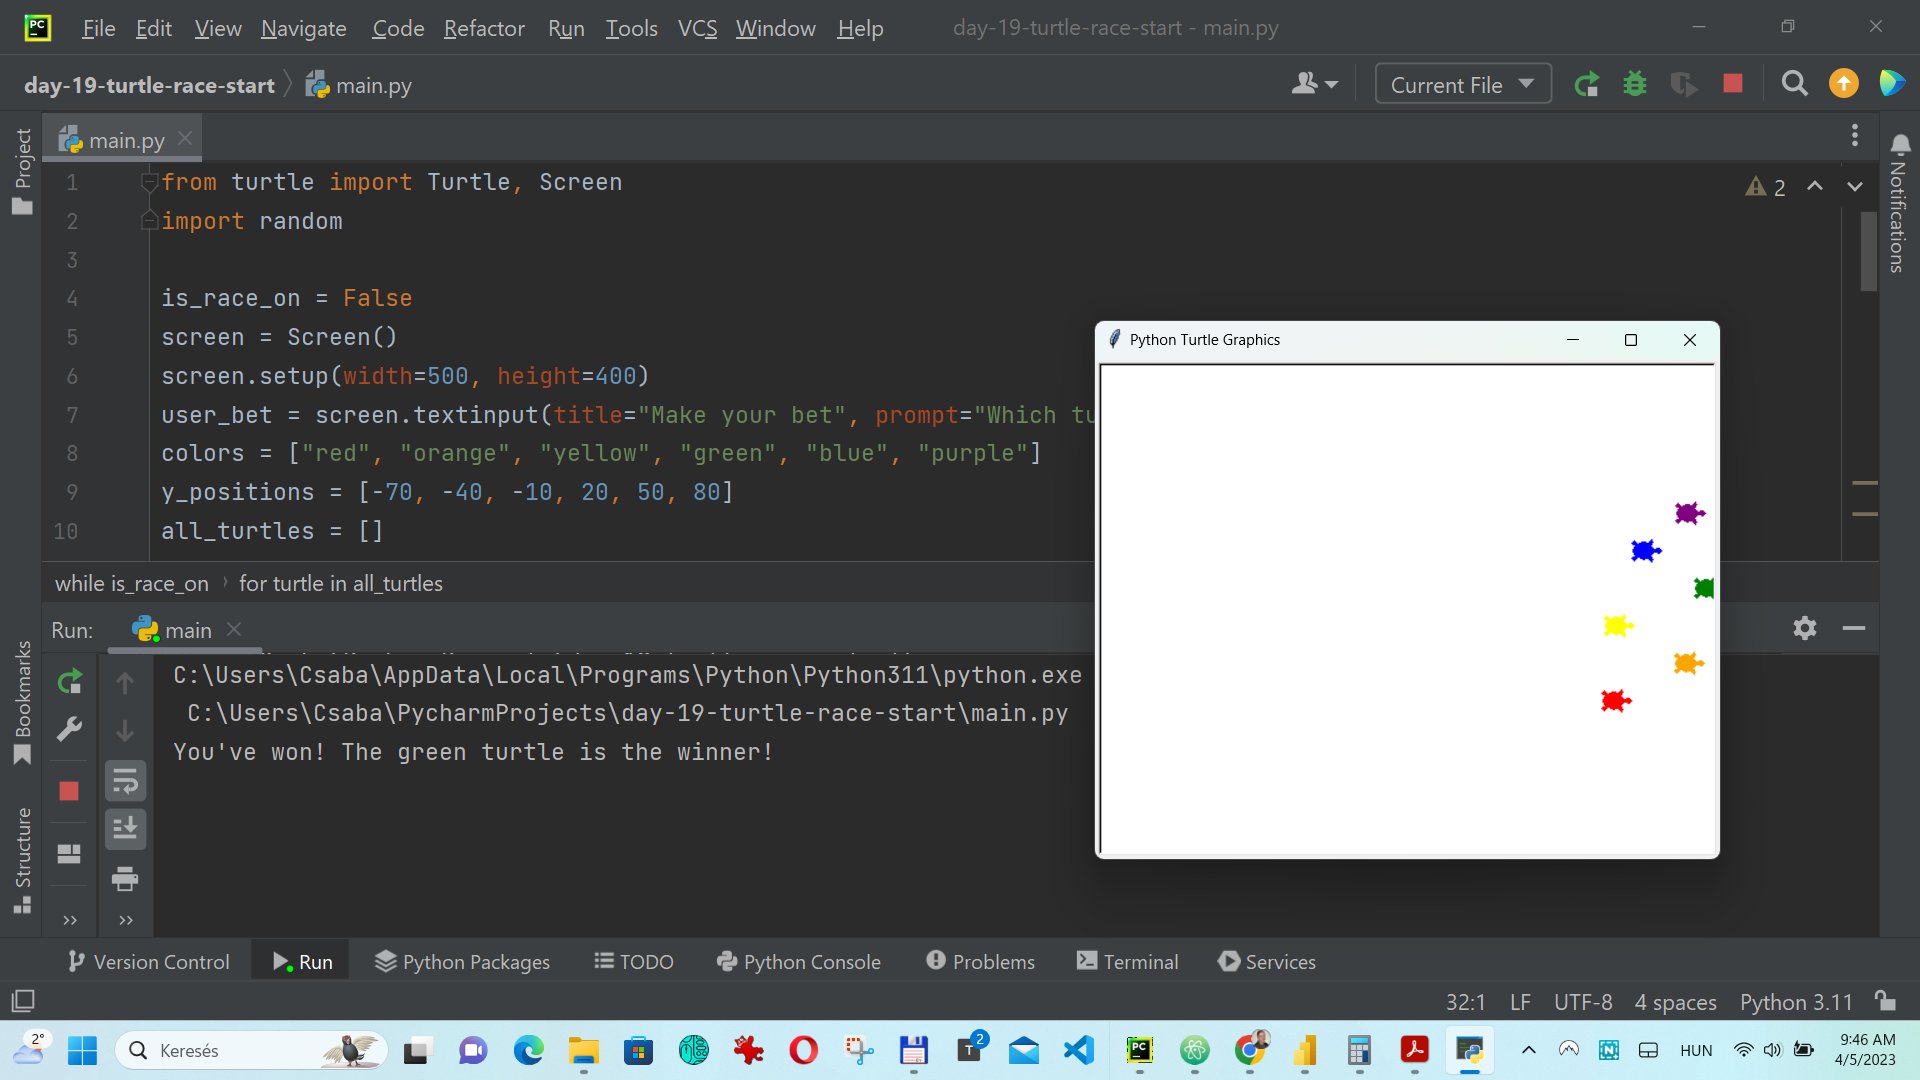 PC File Edit View Navigate Code Refactor Run Tools VCS Window Help day-19-turtle-race-start - main.py
day-19-turtle-race-start main.py Current File
main.py
1 from turtle import Turtle, Screen
2 import random
3
4 is_race_on = False
5 screen = Screen()
6 screen.setup(width=500, height=400)
7 user_bet = screen.textinput(title="Make your bet", prompt="Which tu
8 colors = ["red", "orange", "yellow", "green", "blue", "purple"]
9 y_positions = [-70, -40, -10, 20, 50, 80]
10 all_turtles = []
2
Project
Bookmarks
Structure
Notifications
Python Turtle Graphics
while is_race_on for turtle in all_turtles
Run: main
C:\Users\Csaba\AppData\Local\Programs\Python\Python311\python.exe
C:\Users\Csaba\PycharmProjects\day-19-turtle-race-start\main.py
You've won! The green turtle is the winner!
Version Control Run Python Packages TODO Python Console Problems Terminal Services
32:1 LF UTF-8 4 spaces Python 3.11
2° Keresés T 2 PC HUN 9:46 AM
4/5/2023